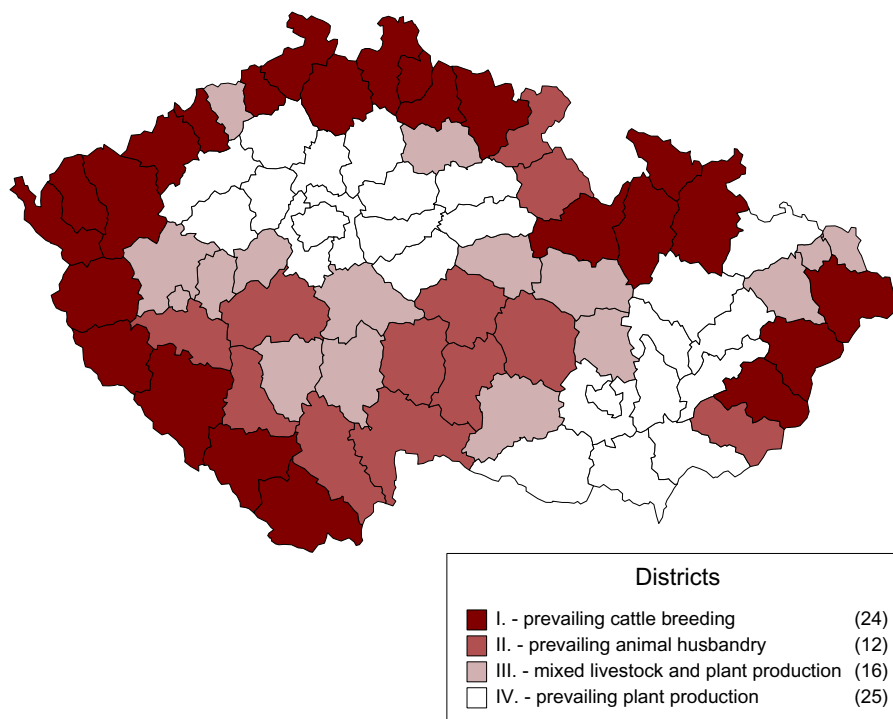 Districts
I. - prevailing cattle breeding (24)
II. - prevailing animal husbandry (12)
III. - mixed livestock and plant production (16)
IV. - prevailing plant production (25)